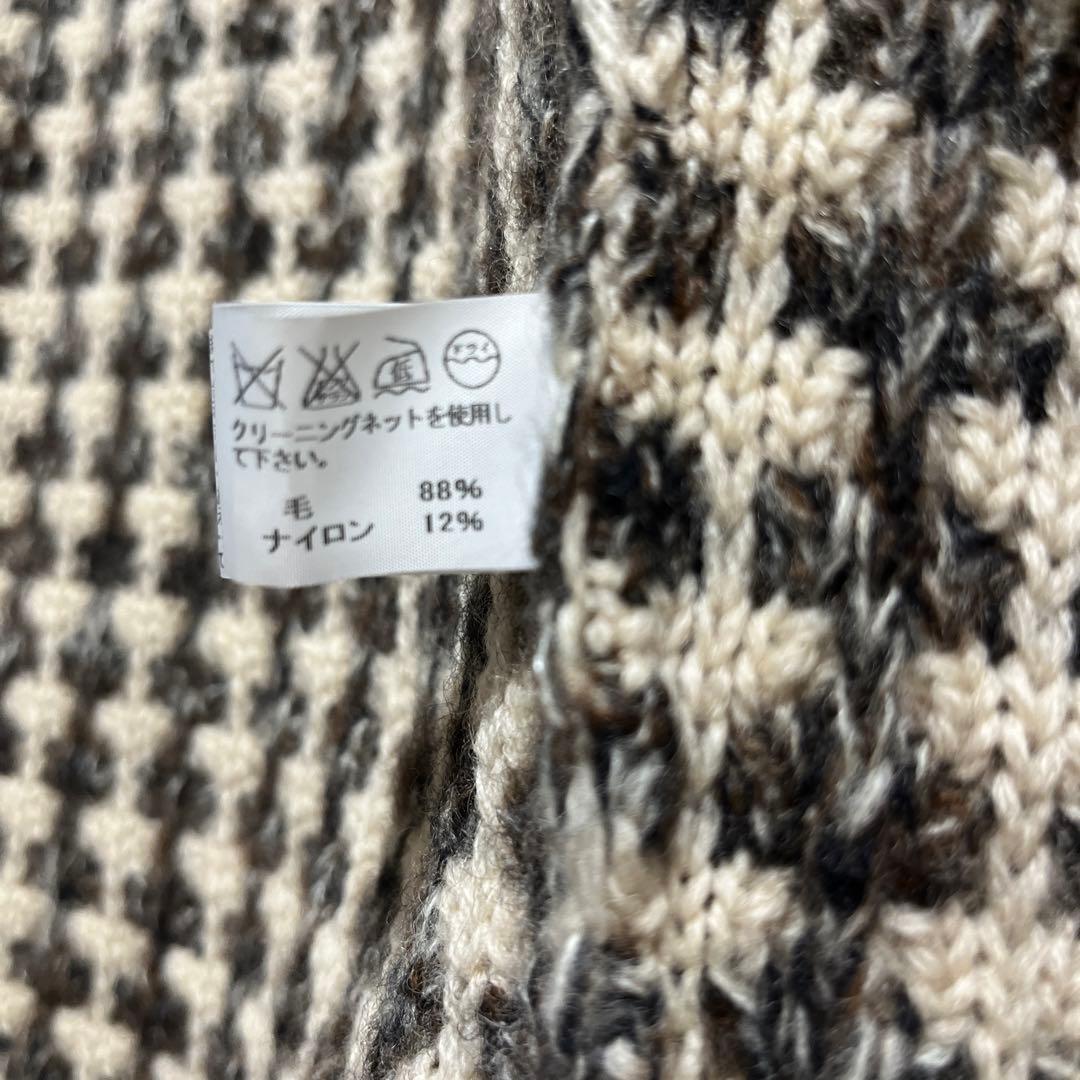 低 ドライ
クリーニングネットを使用し
て下さい。
毛 88%
ナイロン 12%